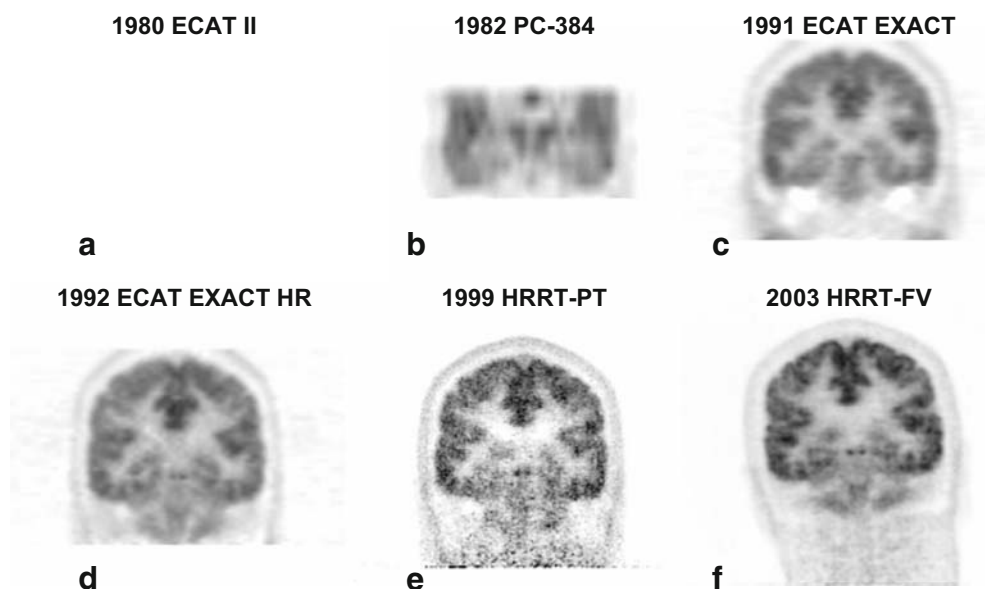 1980 ECAT II
1982 PC-384
1991 ECAT EXACT
a
b
c
1992 ECAT EXACT HR
1999 HRRT-PT
2003 HRRT-FV
d
e
f